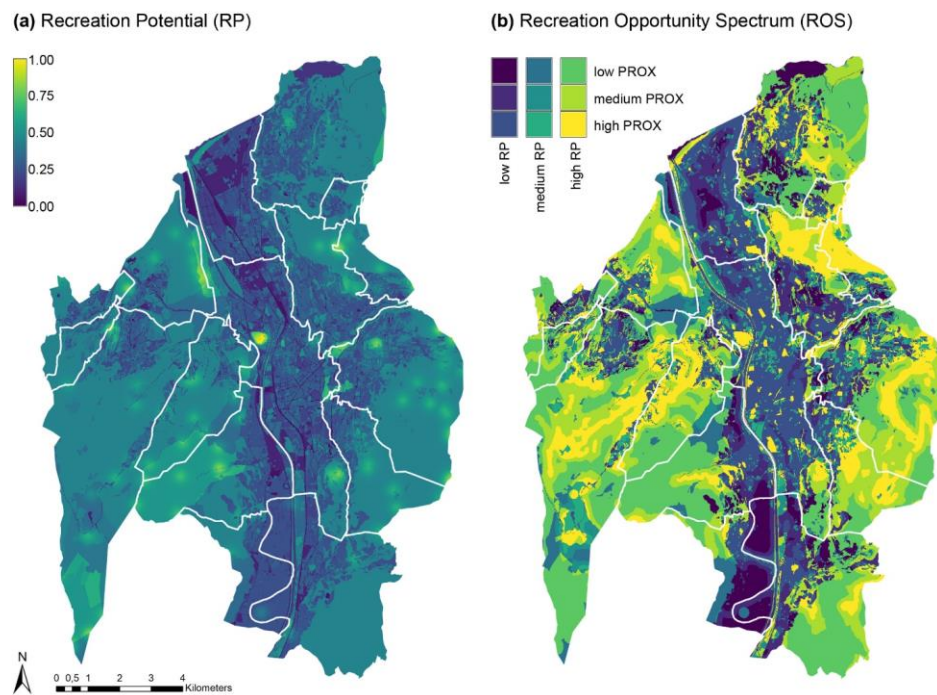 (a) Recreation Potential (RP)
1.00
0.75
0.50
0.25
0.00
N
0 0,5 1 2 3 4
Kilometers
(b) Recreation Opportunity Spectrum (ROS)
low PROX
medium PROX
high PROX
low RP
medium RP
high RP